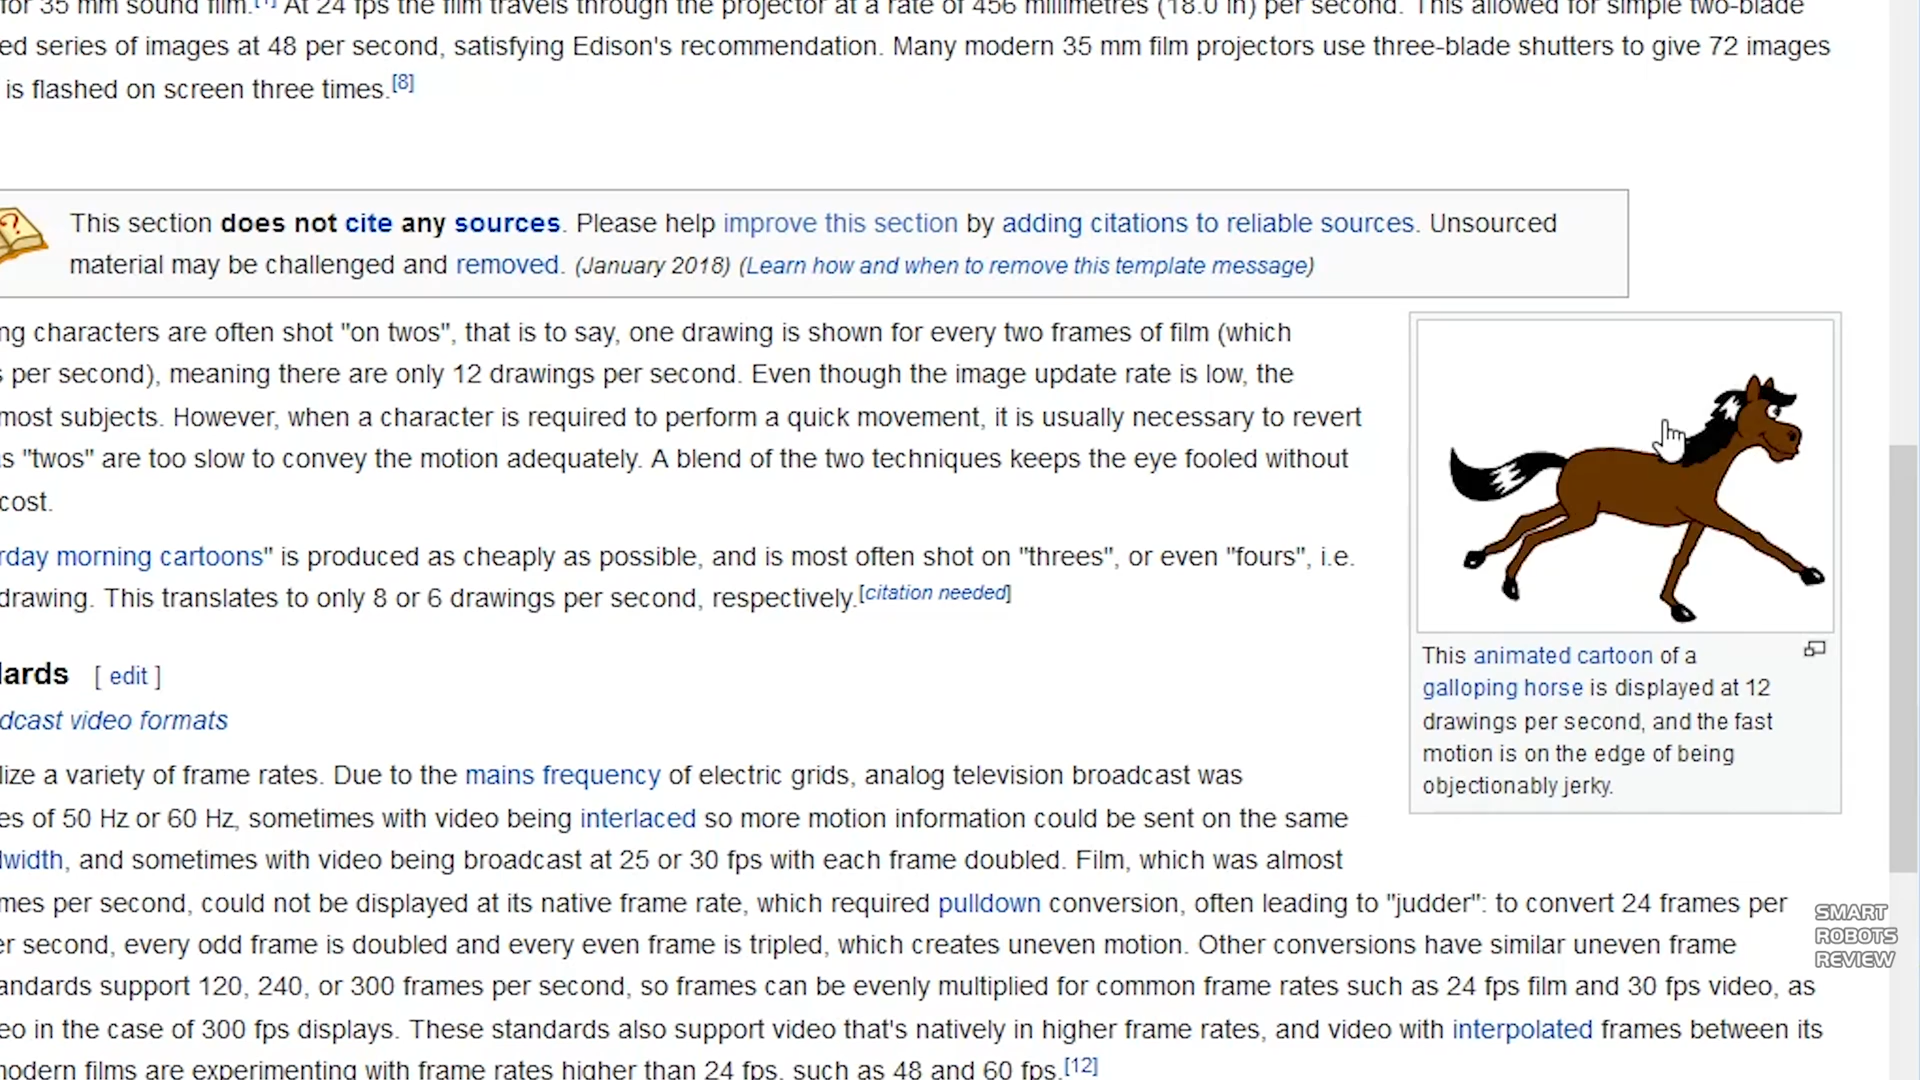 for 35 mm sound film. At 24 fps the film travels through the projector at a rate of 456 millimetres (18.0 in) per second. This allowed for simple two-blade
ed series of images at 48 per second, satisfying Edison's recommendation. Many modern 35 mm film projectors use three-blade shutters to give 72 images
is flashed on screen three times.[8]
This section does not cite any sources. Please help improve this section by adding citations to reliable sources. Unsourced
material may be challenged and removed. (January 2018) (Learn how and when to remove this template message)
ng characters are often shot "on twos", that is to say, one drawing is shown for every two frames of film (which
s per second), meaning there are only 12 drawings per second. Even though the image update rate is low, the
most subjects. However, when a character is required to perform a quick movement, it is usually necessary to revert
s "twos" are too slow to convey the motion adequately. A blend of the two techniques keeps the eye fooled without
cost.
rday morning cartoons" is produced as cheaply as possible, and is most often shot on "threes", or even "fours", i.e.
drawing. This translates to only 8 or 6 drawings per second, respectively.[citation needed]
This animated cartoon of a
galloping horse is displayed at 12
drawings per second, and the fast
motion is on the edge of being
objectionably jerky.
dards [ edit ]
dcast video formats
lize a variety of frame rates. Due to the mains frequency of electric grids, analog television broadcast was
es of 50 Hz or 60 Hz, sometimes with video being interlaced so more motion information could be sent on the same
dwidth, and sometimes with video being broadcast at 25 or 30 fps with each frame doubled. Film, which was almost
mes per second, could not be displayed at its native frame rate, which required pulldown conversion, often leading to "judder": to convert 24 frames per
er second, every odd frame is doubled and every even frame is tripled, which creates uneven motion. Other conversions have similar uneven frame
andards support 120, 240, or 300 frames per second, so frames can be evenly multiplied for common frame rates such as 24 fps film and 30 fps video, as
eo in the case of 300 fps displays. These standards also support video that's natively in higher frame rates, and video with interpolated frames between its
modern films are experimenting with frame rates higher than 24 fps, such as 48 and 60 fps.[12]
SMART
ROBOTS
REVIEW